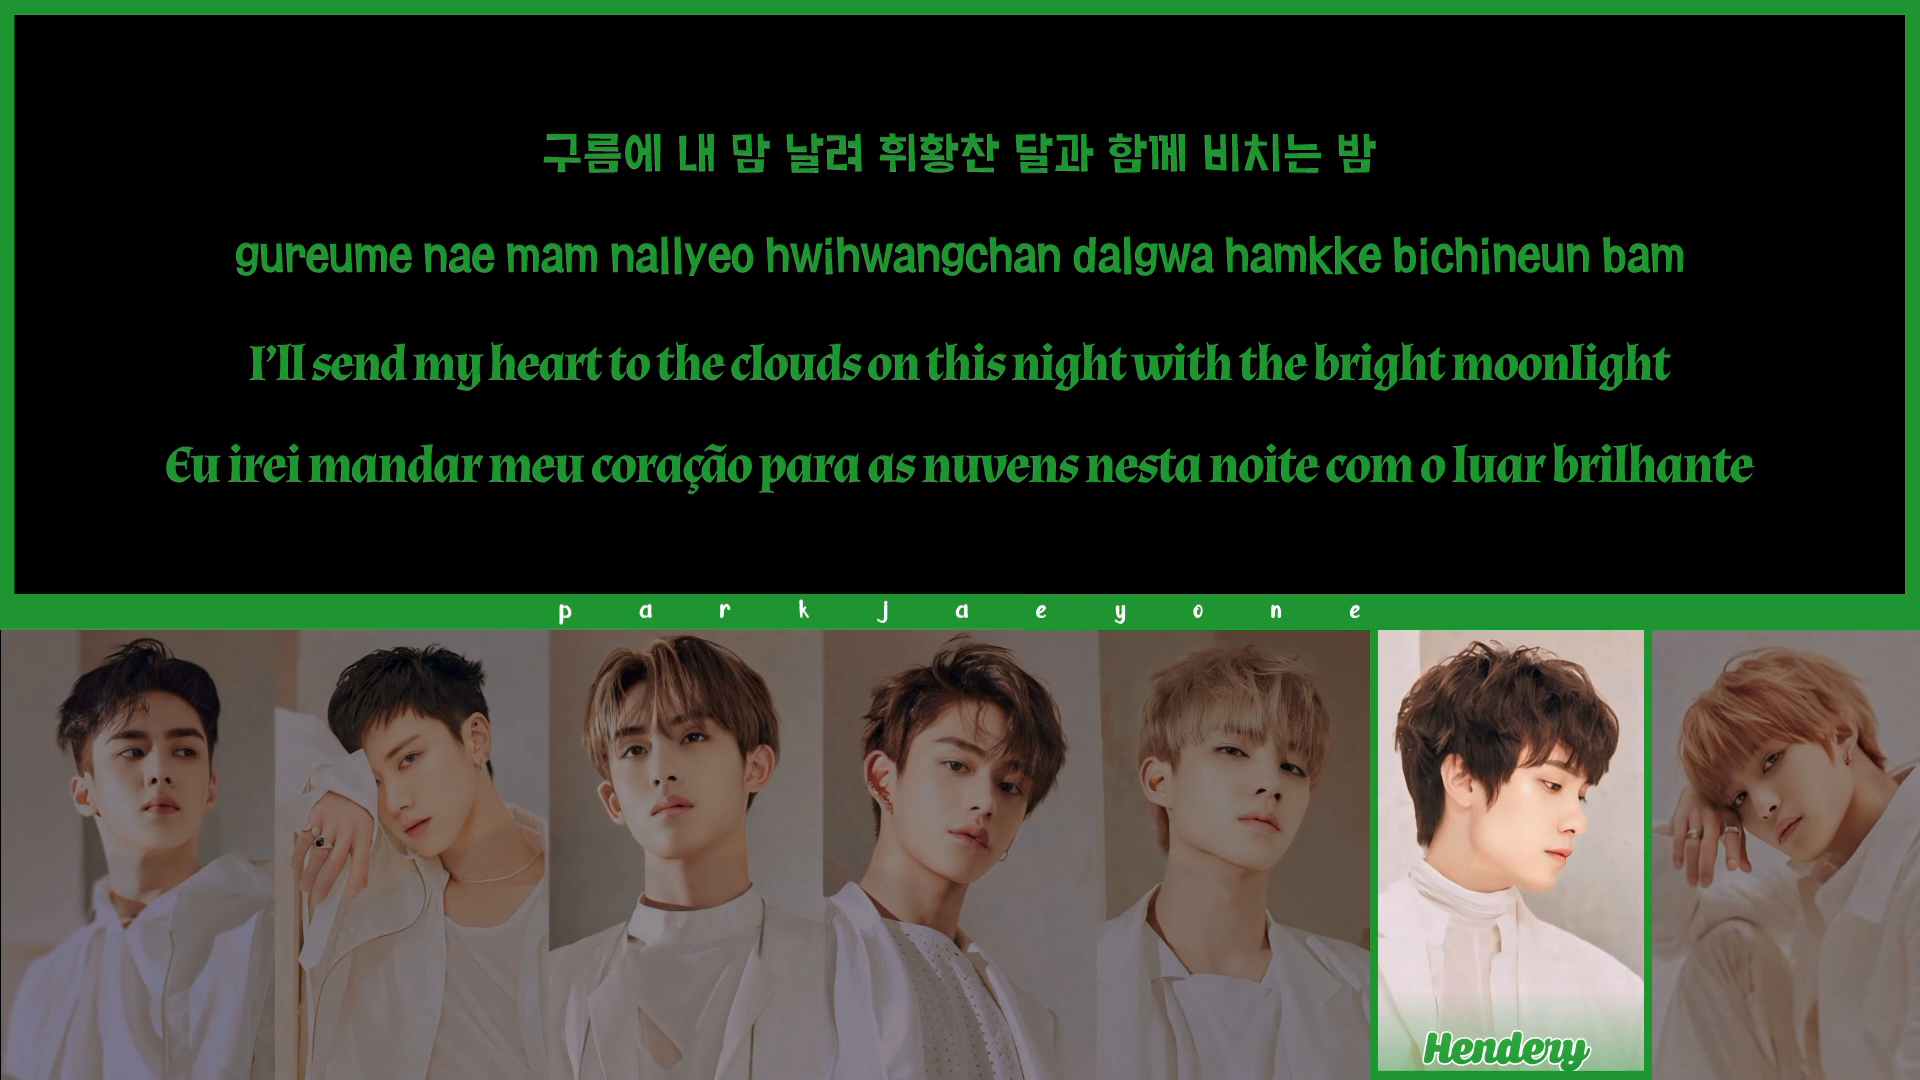 구름에 내 맘 날려 휘황찬 달과 함께 비치는 밤
gureume nae mam nallyeo hwihwangchan dalgwa hamkke bichineun bam
I’ll send my heart to the clouds on this night with the bright moonlight
Eu irei mandar meu coração para as nuvens nesta noite com o luar brilhante
parkjaeyone
Hendery